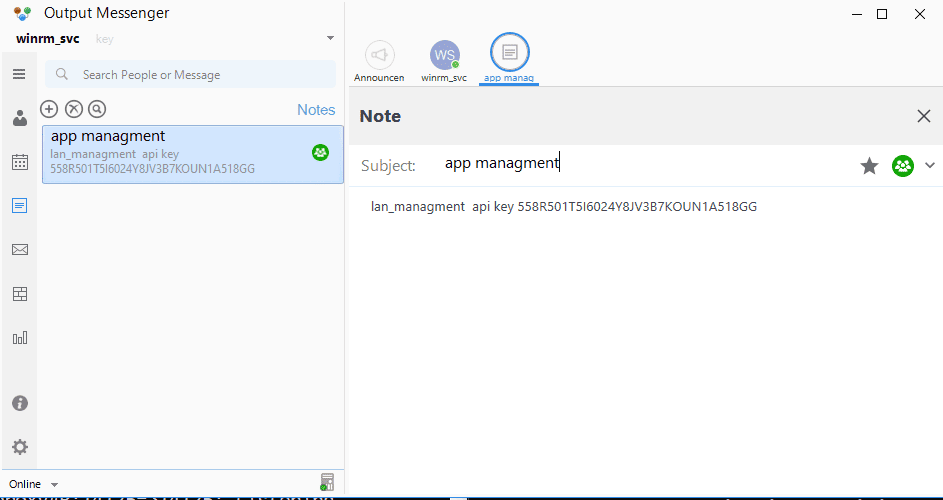 Output Messenger
winrm_svc key
Search People or Message
Notes
app managment
lan_managment api key
558R501T5I6024Y8JV3B7KOUN1A518GG
Online
Announcen
WS
winrm_svc
app manag
Note
Subject: app managment
lan_managment api key 558R501T5I6024Y8JV3B7KOUN1A518GG